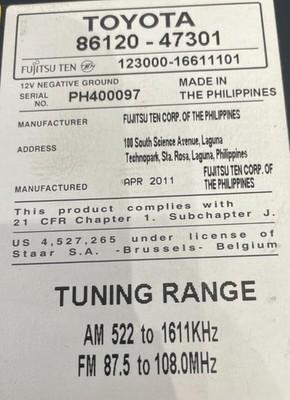 TOYOTA
86120 - 47301
FUJITSU TEN 123000-16611101
12V NEGATIVE GROUND
SERIAL NO. PH400097
MADE IN THE PHILIPPINES
MANUFACTURER FUJITSU TEN CORP. OF THE PHILIPPINES
ADDRESS 100 South Science Avenue, Laguna
Technopark, Sta. Rosa, Laguna, Philippines
MANUFACTURED APR 2011 FUJITSU TEN CORP. OF THE PHILIPPINES
This product complies with
21 CFR Chapter 1. Subchapter J.
US 4,527,265 under license of
Staar S.A. -Brussels- Belgium
TUNING RANGE
AM 522 to 1611KHz
FM 87.5 to 108.0MHz